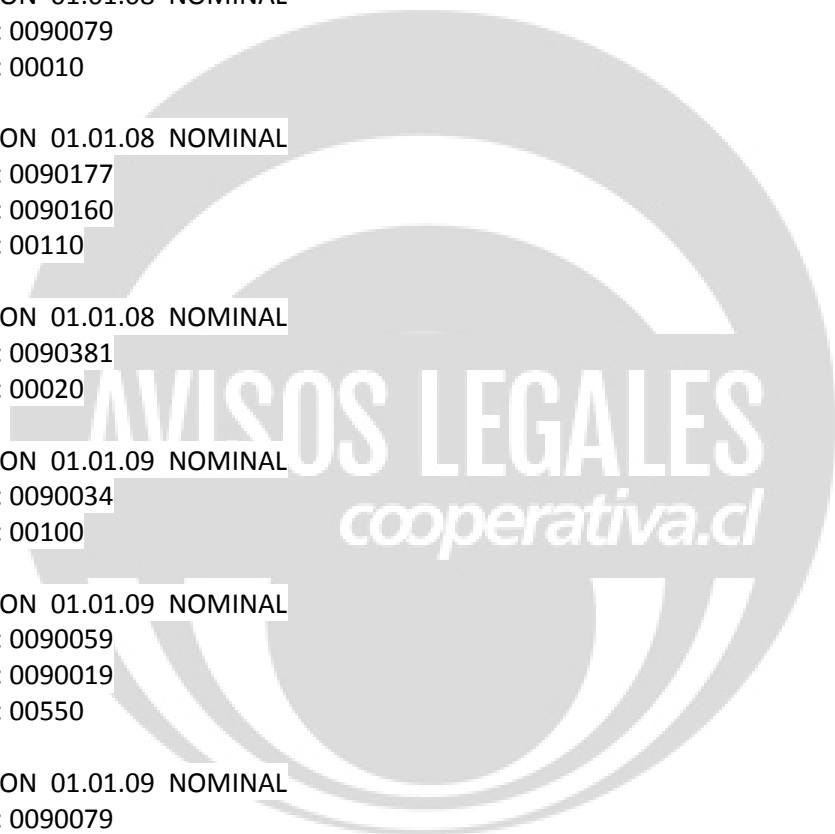 ON 01.01.08 NOMINAL
: 0090079
: 00010
ON 01.01.08 NOMINAL
: 0090177
: 0090160
: 00110
ON 01.01.08 NOMINAL
: 0090381
: 00020
AVISOS LEGALES
ON 01.01.09 NOMINAL
: 0090034
: 00100
cooperativa.cl
ON 01.01.09 NOMINAL
: 0090059
: 0090019
: 00550
ON 01.01.09 NOMINAL
: 0090079